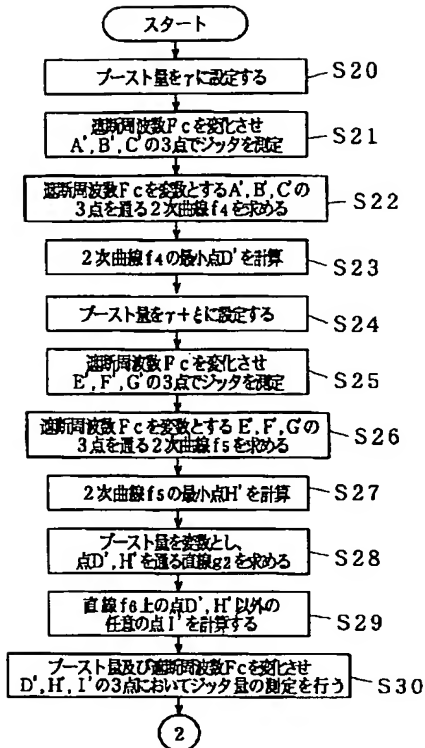 スタート
ブースト量をγに設定する
S20
遮断周波数Fcを変化させ
A',B',C'の3点でジッタを測定
S21
遮断周波数Fcを変数とするA',B',C'の
3点を通る2次曲線f4を求める
S22
2次曲線f4の最小点D'を計算
S23
ブースト量をγ+ξに設定する
S24
遮断周波数Fcを変化させ
E',F',G'の3点でジッタを測定
S25
遮断周波数Fcを変数とするE',F',G'の
3点を通る2次曲線f5を求める
S26
2次曲線f5の最小点H'を計算
S27
ブースト量を変数とし、
点D',H'を通る直線g2を求める
S28
直線f6上の点D',H'以外の
任意の点I'を計算する
S29
ブースト量及び遮断周波数Fcを変化させ
D',H',I'の3点においてジッタ量の測定を行う
S30
2